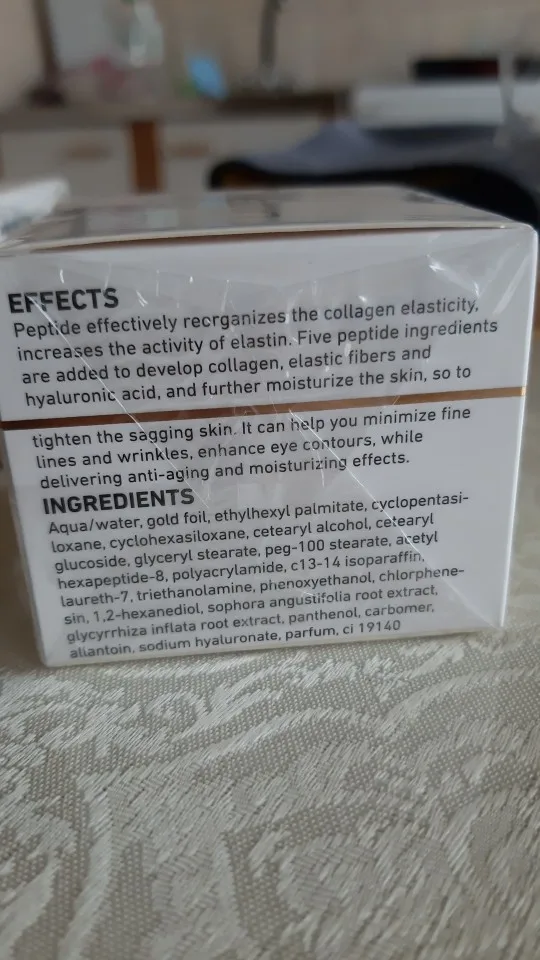 EFFECTS
Peptide effectively reorganizes the collagen elasticity,
increases the activity of elastin. Five peptide ingredients
are added to develop collagen, elastic fibers and
hyaluronic acid, and further moisturize the skin, so to
tighten the sagging skin. It can help you minimize fine
lines and wrinkles, enhance eye contours, while
delivering anti-aging and moisturizing effects.
INGREDIENTS
Aqua/water, gold foil, ethylhexyl palmitate, cyclopentasi-
loxane, cyclohexasiloxane, cetearyl alcohol, cetearyl
glucoside, glyceryl stearate, peg-100 stearate, acetyl
hexapeptide-8, polyacrylamide, c13-14 isoparaffin,
laureth-7, triethanolamine, phenoxyethanol, chlorphene-
sin, 1,2-hexanediol, sophora angustifolia root extract,
glycyrrhiza inflata root extract, panthenol, carbomer,
allantoin, sodium hyaluronate, parfum, ci 19140